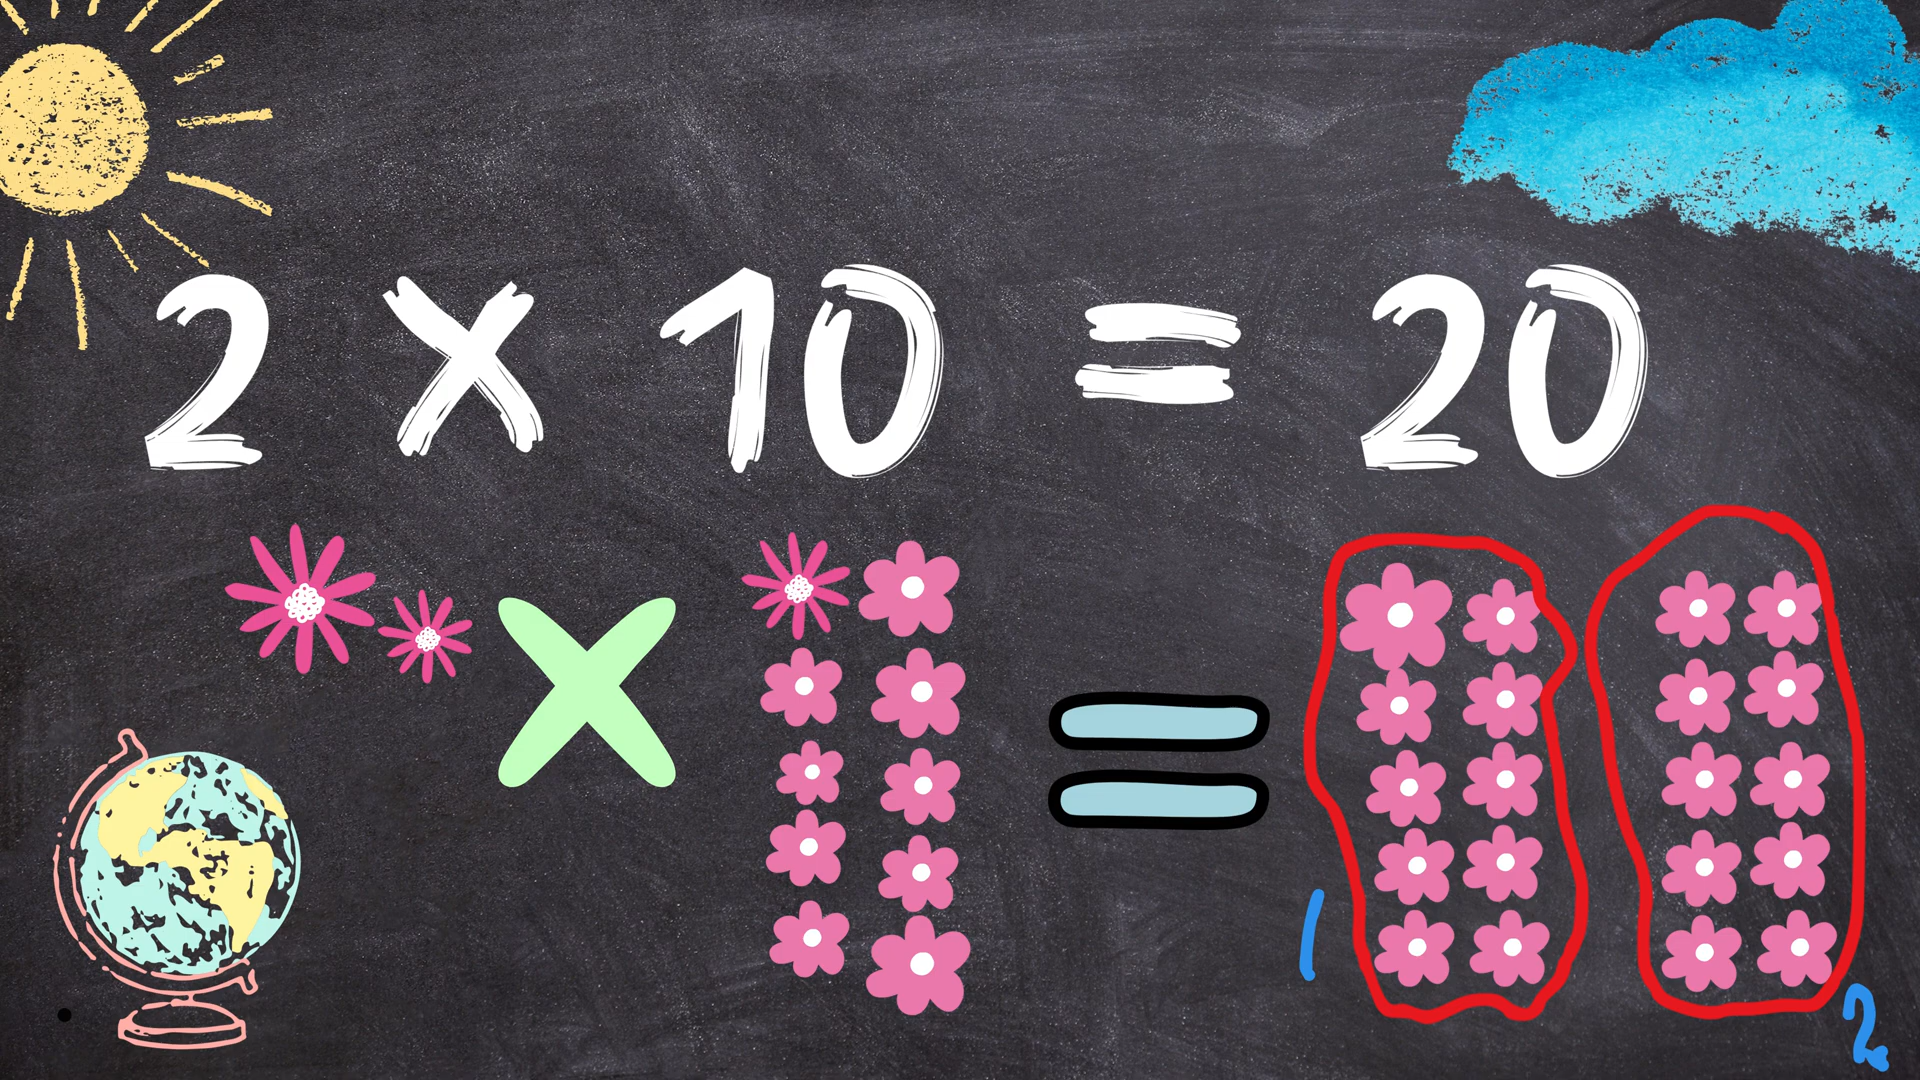 2 x 10 = 20
x =
1
2